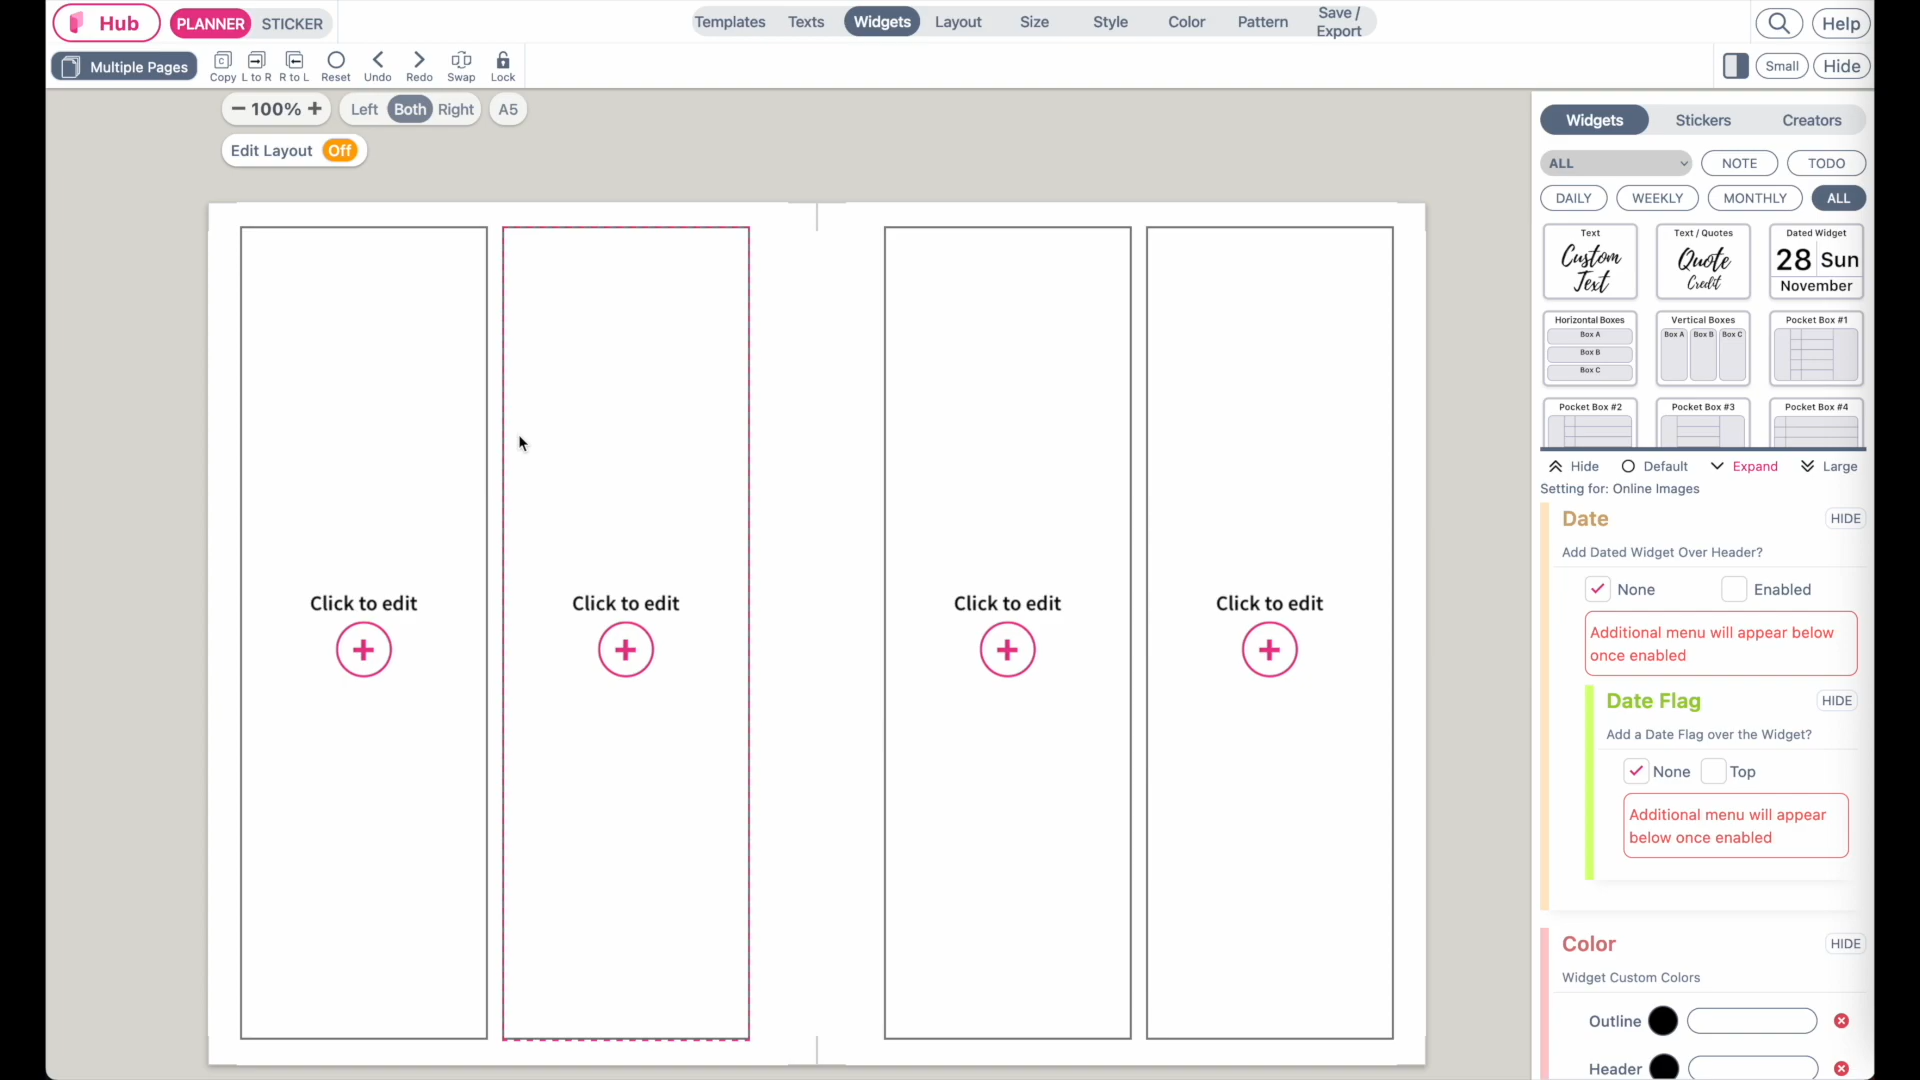 Hub
PLANNER
STICKER
Templates
Texts
Widgets
Layout
Size
Style
Color
Pattern
Save /
Export
Help
Multiple Pages
Copy
L to R
R to L
Reset
Undo
Redo
Swap
Lock
Small
Hide
100%
Left
Both
Right
A5
Edit Layout
Off
Click to edit
Click to edit
Click to edit
Click to edit
Widgets
Stickers
Creators
ALL
NOTE
TODO
DAILY
WEEKLY
MONTHLY
ALL
Text
Custom
Text
Text / Quotes
Quote
Credit
Dated Widget
28 Sun
November
Horizontal Boxes
Box A
Box B
Box C
Vertical Boxes
Box A
Box B
Box C
Pocket Box #1
Pocket Box #2
Pocket Box #3
Pocket Box #4
Hide
Default
Expand
Large
Setting for: Online Images
Date
HIDE
Add Dated Widget Over Header?
None
Enabled
Additional menu will appear below
once enabled
Date Flag
HIDE
Add a Date Flag over the Widget?
None
Top
Additional menu will appear
below once enabled
Color
HIDE
Widget Custom Colors
Outline
Header